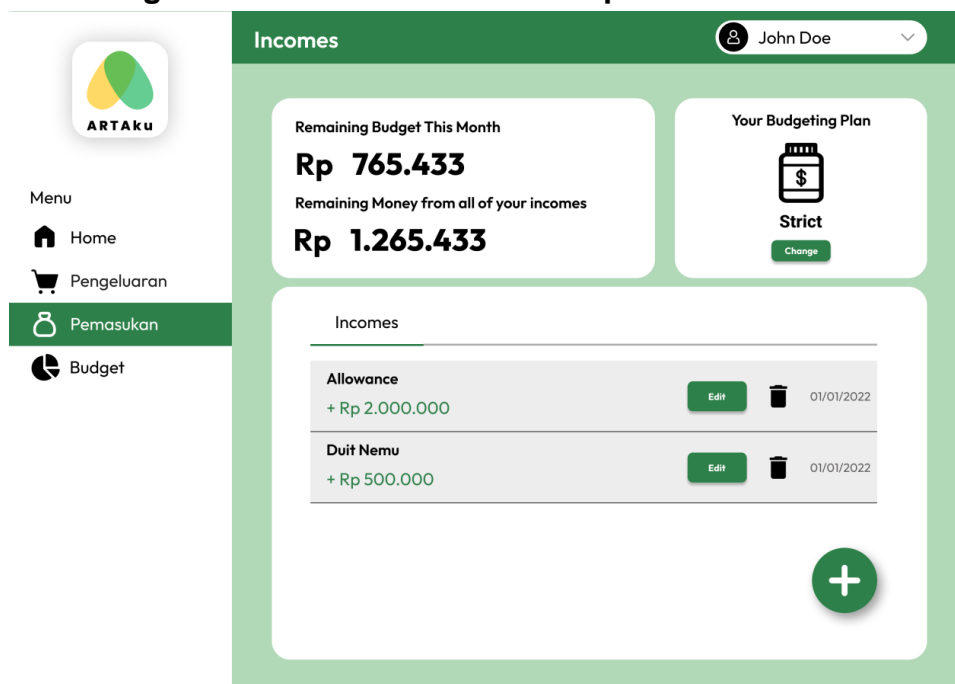 Incomes
John Doe
ARTAku
Menu
Home
Pengeluaran
Pemasukan
Budget
Remaining Budget This Month
Rp 765.433
Remaining Money from all of your incomes
Rp 1.265.433
Your Budgeting Plan
$
Strict
Change
Incomes
Allowance
+ Rp 2.000.000
Edit
01/01/2022
Duit Nemu
+ Rp 500.000
Edit
01/01/2022